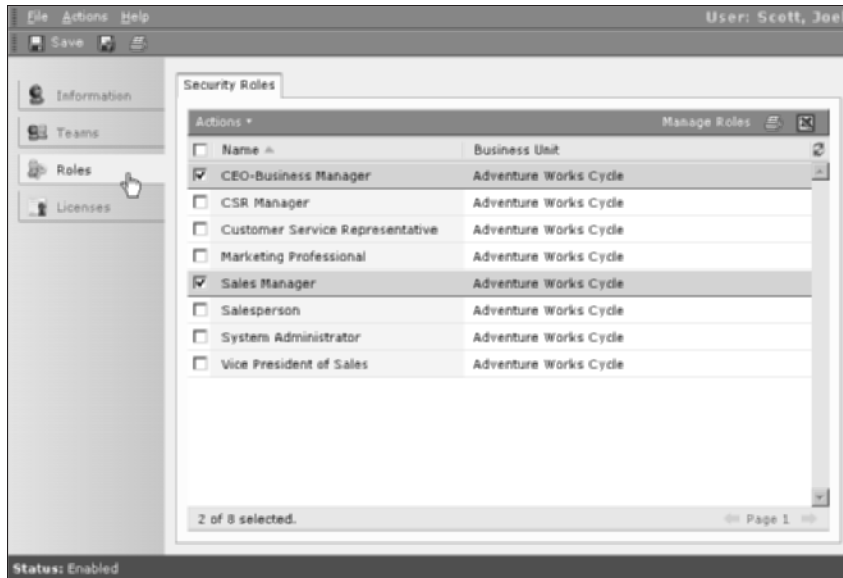 File Actions Help
User: Scott, Joel
Save
Information
Teams
Roles
Licenses
Security Roles
Actions
Manage Roles
Name
Business Unit
CEO-Business Manager Adventure Works Cycle
CSR Manager Adventure Works Cycle
Customer Service Representative Adventure Works Cycle
Marketing Professional Adventure Works Cycle
Sales Manager Adventure Works Cycle
Salesperson Adventure Works Cycle
System Administrator Adventure Works Cycle
Vice President of Sales Adventure Works Cycle
2 of 8 selected.
Page 1
Status: Enabled